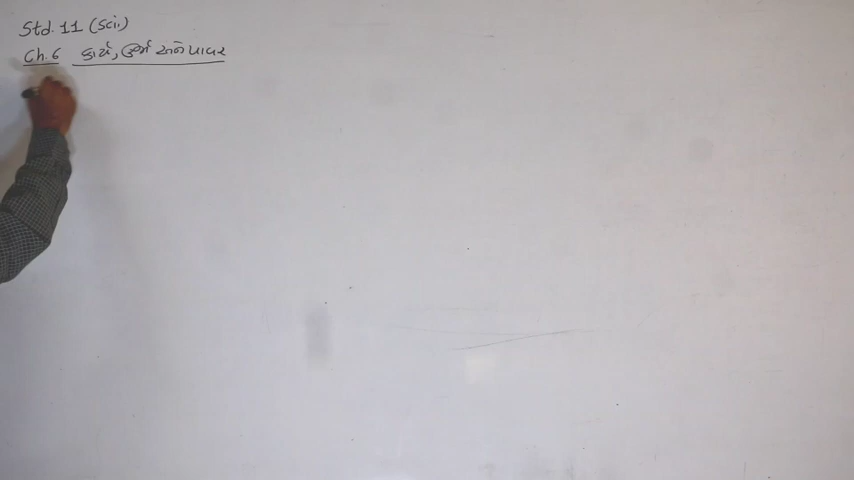 Std. 11 (Sci.)
Ch. 6 કાર્ય, ઊર્જા અને પાવર